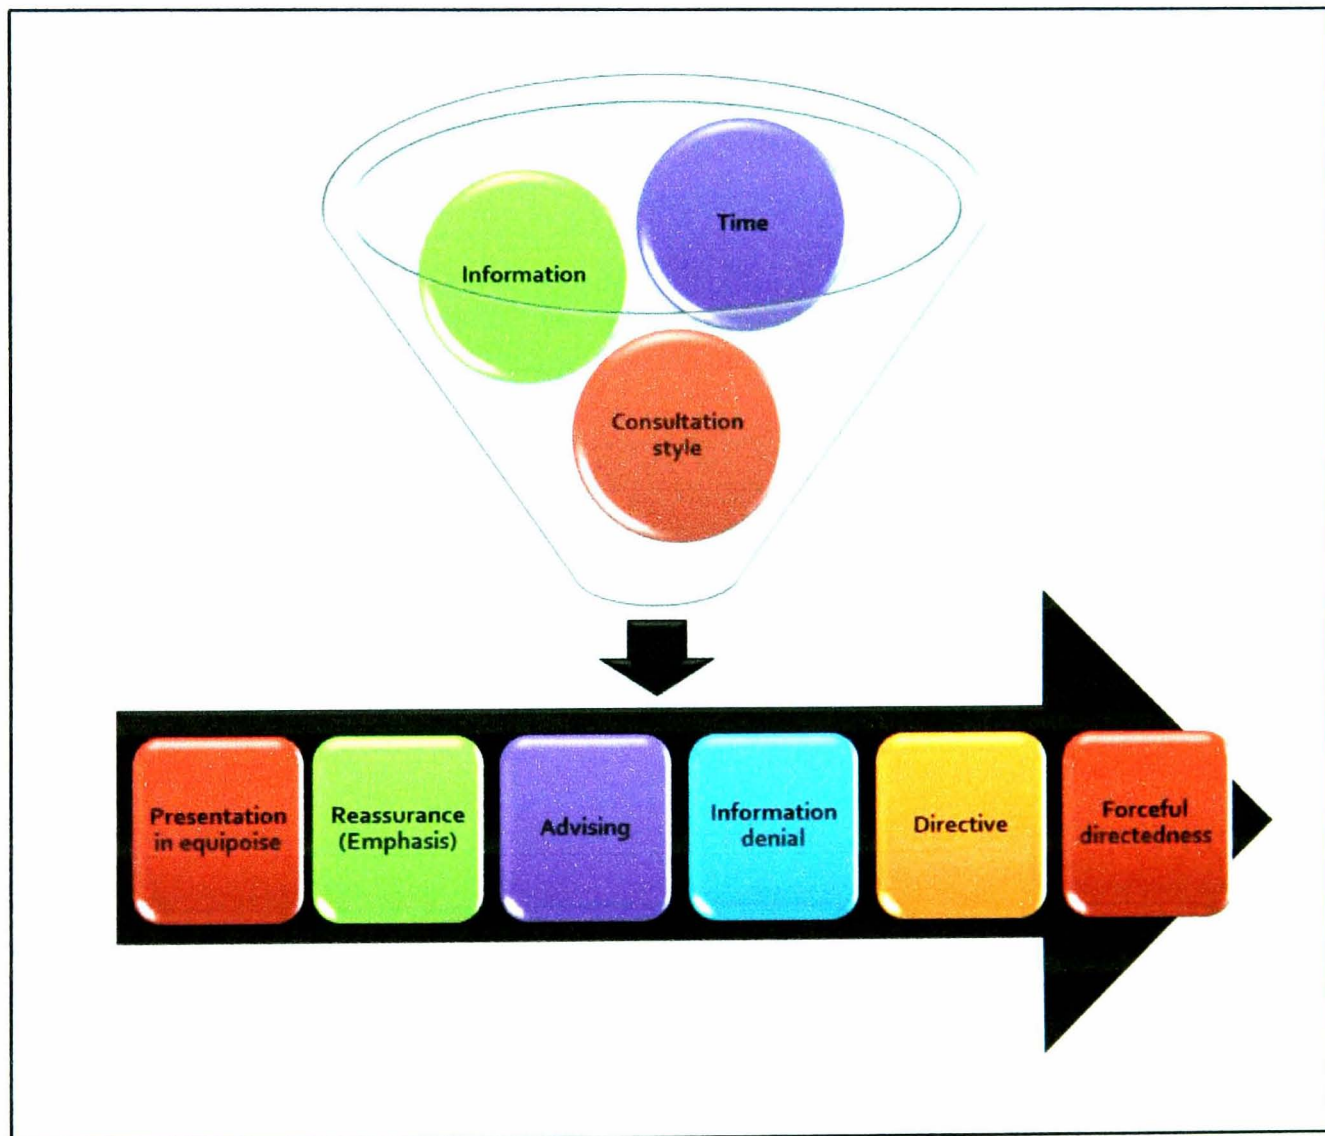 Time
Information
Consultation
style
Presentation
in equipoise
Reassurance
(Emphasis)
Advising
Information
denial
Directive
Forceful
directedness